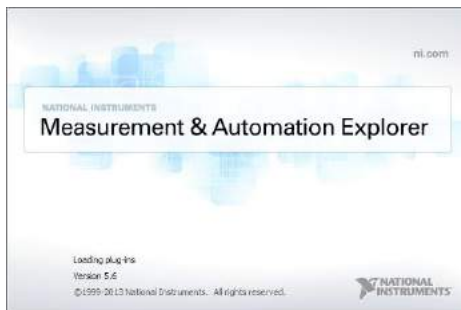 ni.com
NATIONAL INSTRUMENTS
Measurement & Automation Explorer
Loading plug-ins
Version 5.6
©1999-2013 National Instruments. All rights reserved.
NATIONAL
INSTRUMENTS